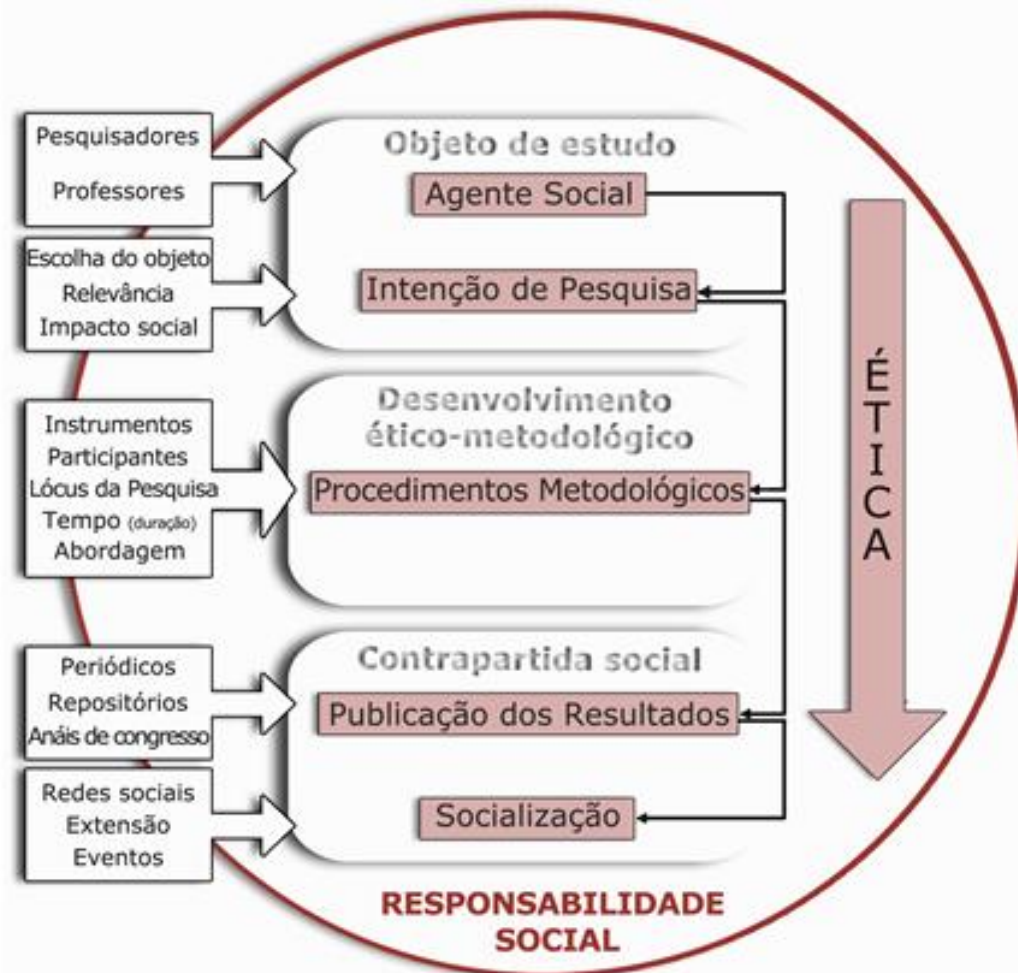 Pesquisadores
Professores
Objeto de estudo
Agente Social
Escolha do objeto
Relevância
Impacto social
Intenção de Pesquisa
Instrumentos
Participantes
Lócus da Pesquisa
Tempo (duração)
Abordagem
Desenvolvimento
ético-metodológico
Procedimentos Metodológicos
Periódicos
Repositórios
Anáis de congresso
Contrapartida social
Publicação dos Resultados
Redes sociais
Extensão
Eventos
Socialização
ÉTICA
RESPONSABILIDADE
SOCIAL